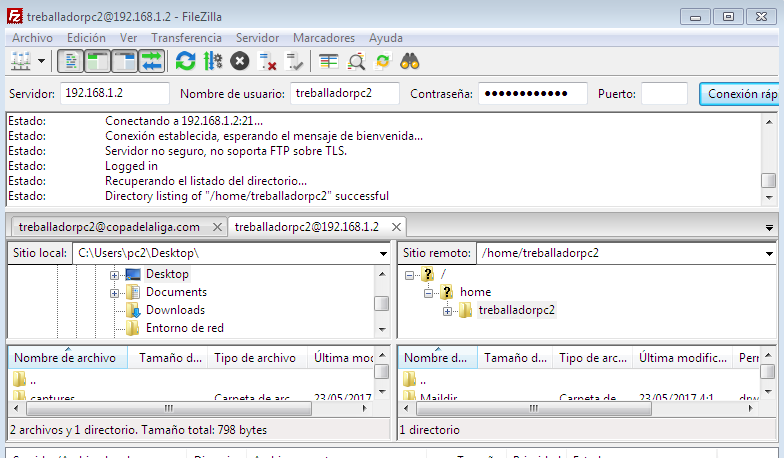 treballadorpc2@192.168.1.2 - FileZilla
Archivo Edición Ver Transferencia Servidor Marcadores Ayuda
Servidor: 192.168.1.2 Nombre de usuario: treballadorpc2 Contraseña: ●●●●●●●●●●●● Puerto: Conexión ráp
Estado: Conectando a 192.168.1.2:21...
Estado: Conexión establecida, esperando el mensaje de bienvenida...
Estado: Servidor no seguro, no soporta FTP sobre TLS.
Estado: Logged in
Estado: Recuperando el listado del directorio...
Estado: Directory listing of "/home/treballadorpc2" successful
treballadorpc2@copadelaliga.com treballadorpc2@192.168.1.2
Sitio local: C:\Users\pc2\Desktop\
Desktop
Documents
Downloads
Entorno de red
Nombre de archivo Tamaño d... Tipo de archivo Última moc
..
captures Carpeta de arc 23/05/2017
2 archivos y 1 directorio. Tamaño total: 798 bytes
Sitio remoto: /home/treballadorpc2
/
home
treballadorpc2
Nombre d... Tamaño d... Tipo de arc... Última modific... Perr
..
Maildir Carpeta de 23/05/2017 4:1 drw
1 directorio